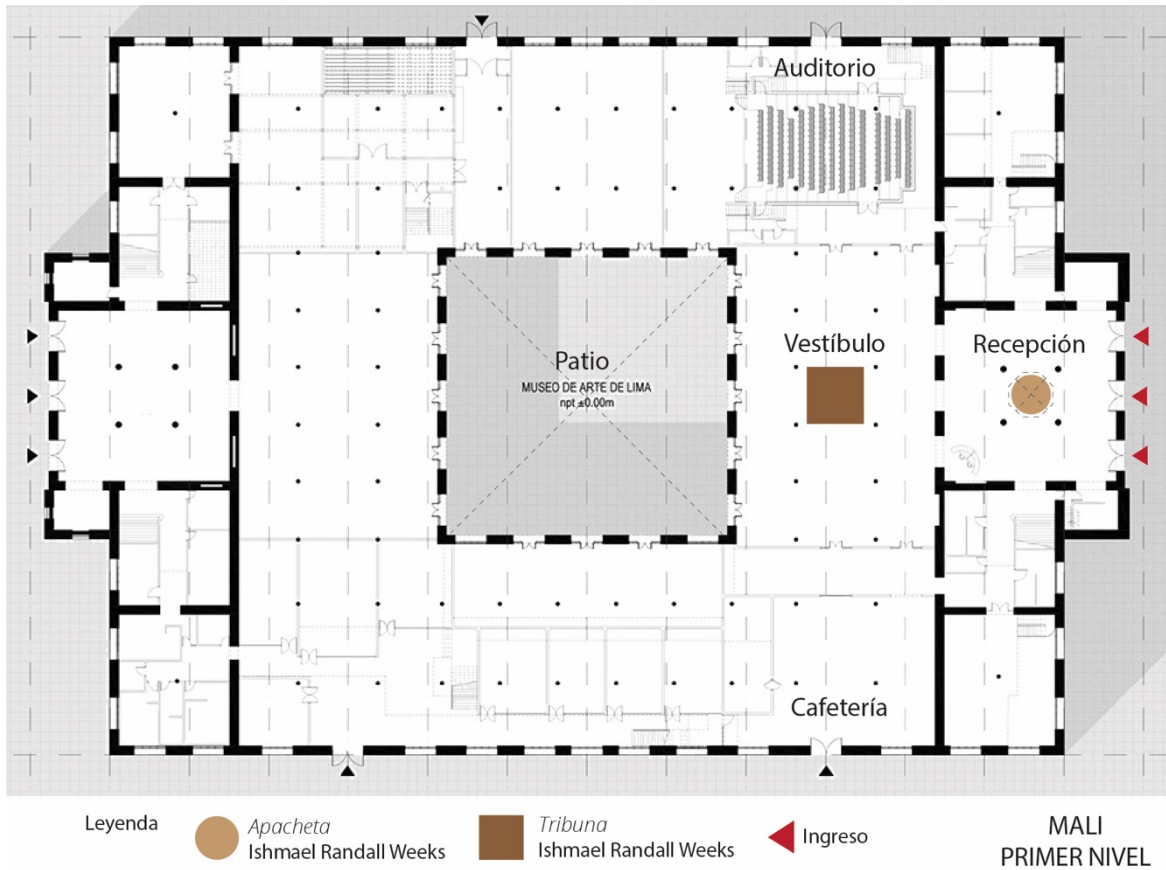 Auditorio
Vestíbulo
Recepción
Patio
MUSEO DE ARTE DE LIMA
npt ±0.00m
Cafetería
Leyenda
Apacheta
Ishmael Randall Weeks
Tribuna
Ishmael Randall Weeks
Ingreso
MALI
PRIMER NIVEL